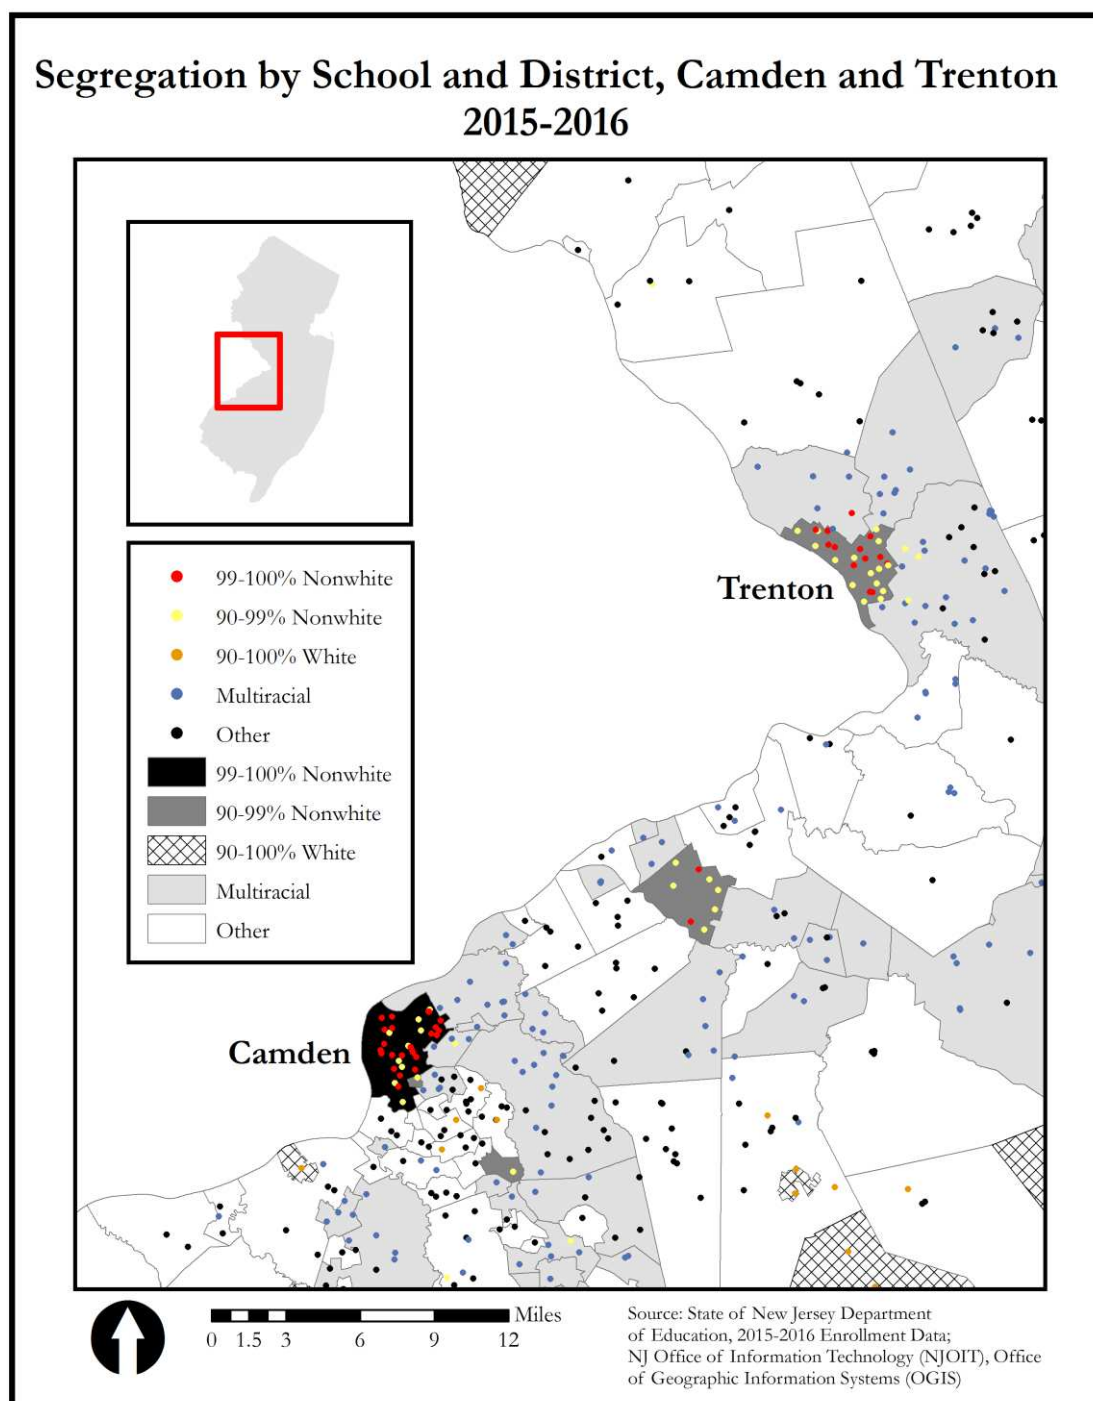 Segregation by School and District, Camden and Trenton
2015-2016
99-100% Nonwhite
90-99% Nonwhite
90-100% White
Multiracial
Other
99-100% Nonwhite
90-99% Nonwhite
90-100% White
Multiracial
Other
Trenton
Camden
Miles
0 1.5 3 6 9 12
Source: State of New Jersey Department
of Education, 2015-2016 Enrollment Data;
NJ Office of Information Technology (NJOIT), Office
of Geographic Information Systems (OGIS)